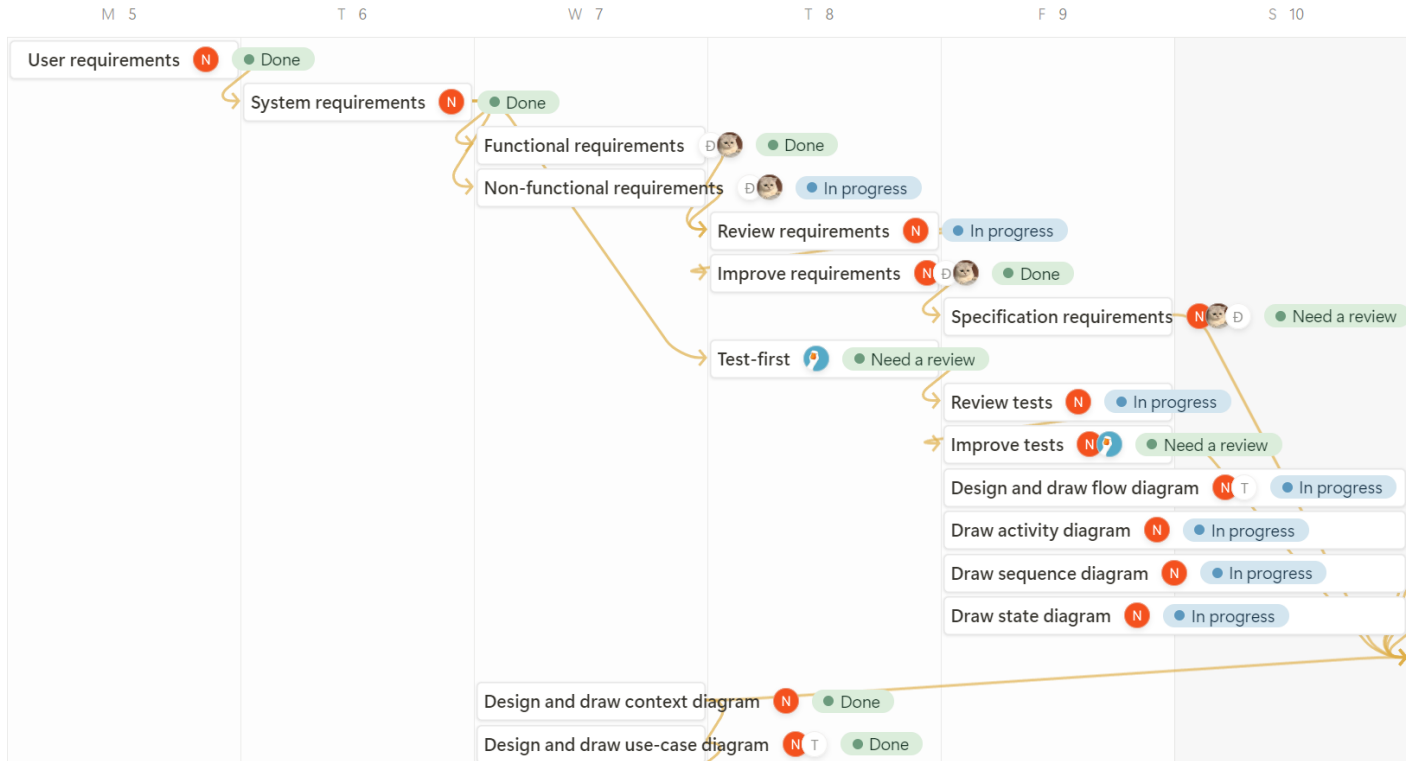 M 5 T 6 W 7 T 8 F 9 S 10
User requirements N Done
System requirements N Done
Functional requirements Đ Done
Non-functional requirements Đ In progress
Review requirements N In progress
Improve requirements N Đ Done
Specification requirements N Đ Need a review
Test-first Need a review
Review tests N In progress
Improve tests N Need a review
Design and draw flow diagram N T In progress
Draw activity diagram N In progress
Draw sequence diagram N In progress
Draw state diagram N In progress
Design and draw context diagram N Done
Design and draw use-case diagram N T Done